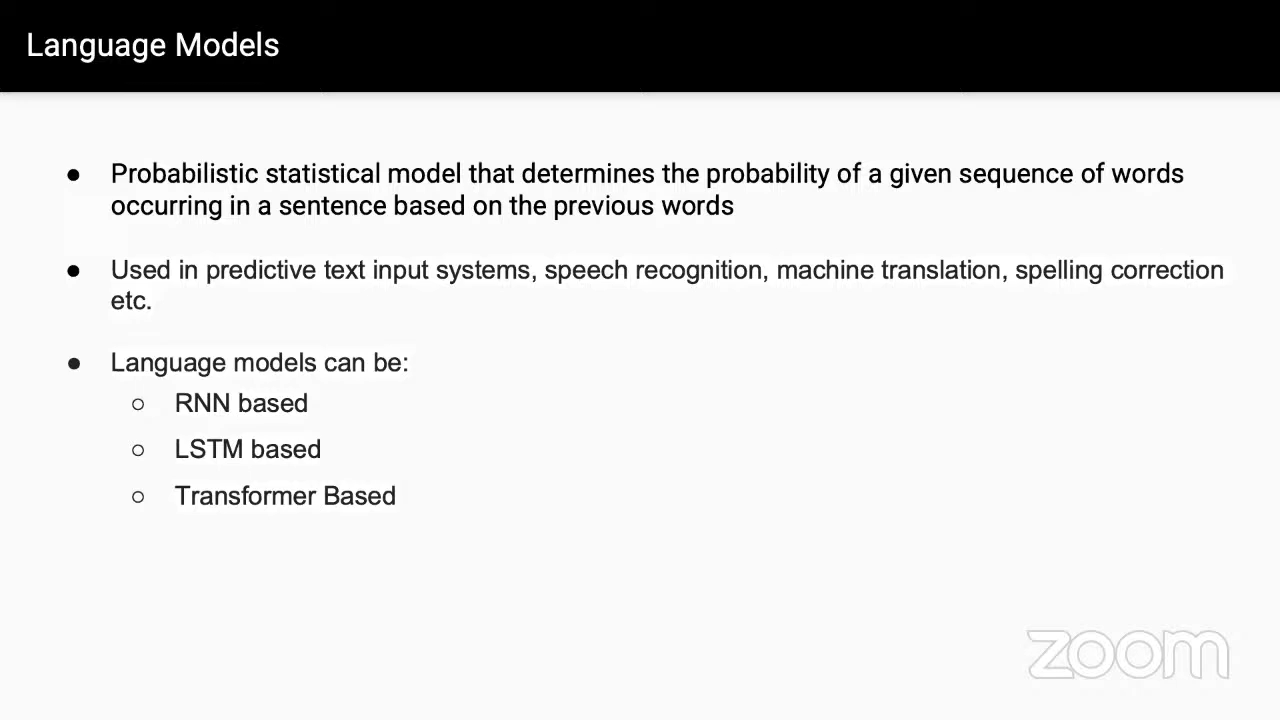 Language Models
● Probabilistic statistical model that determines the probability of a given sequence of words
occurring in a sentence based on the previous words
● Used in predictive text input systems, speech recognition, machine translation, spelling correction
etc.
● Language models can be:
○ RNN based
○ LSTM based
○ Transformer Based
zoom